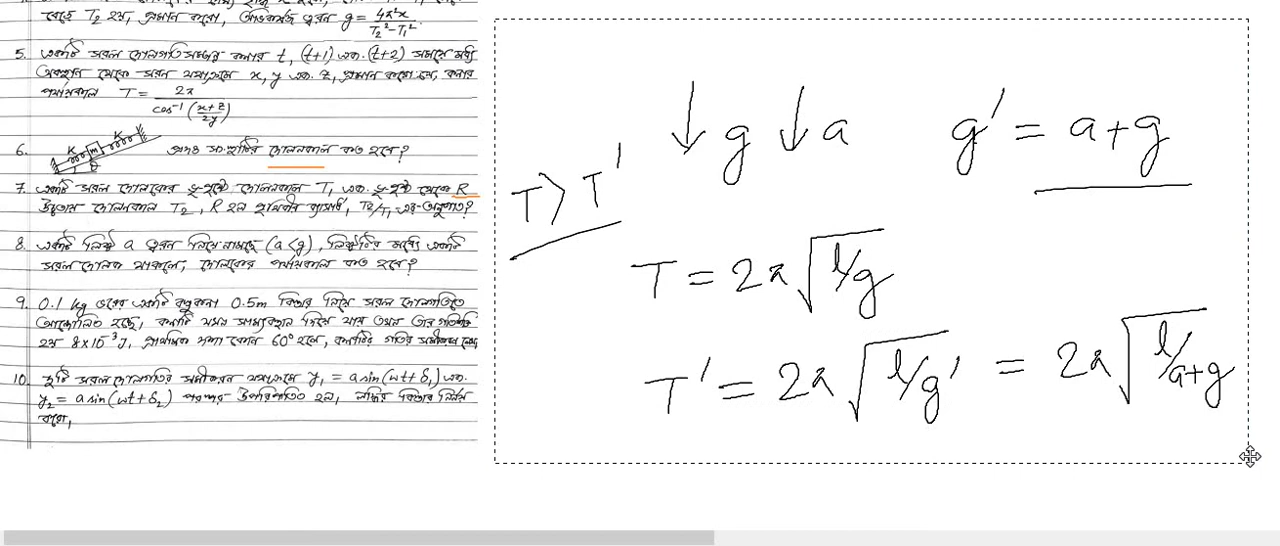 বেড়ে T₂ হয়, প্রমাণ করো, অভিকর্ষজ ত্বরণ g = 4π²x / T₂² - T₁²
5. একটি সরল দোলগতিসম্পন্ন কণার t, (t+1) এবং (t+2) সময়ে মধ্য
অবস্থান থেকে সরণ যথাক্রমে x, y এবং z, প্রমাণ করো যে, কণার
পর্যায়কাল T = 2π / cos⁻¹ (x+z / 2y)
6. K m K θ প্রদত্ত সংস্থাটির দোলনকাল কত হবে?
7. একটি সরল দোলকের ভূ-পৃষ্ঠে দোলনকাল T₁ এবং ভূ-পৃষ্ঠ থেকে R
উচ্চতায় দোলনকাল T₂, R হল পৃথিবীর ব্যাসার্ধ, T₂/T₁ এর অনুপাত?
8. একটি লিফ্ট a ত্বরণ নিয়ে নামছে (a<g), লিফ্টটির মধ্যে একটি
সরল দোলক থাকলে, দোলকের পর্যায়কাল কত হবে?
9. 0.1 kg ভরের একটি বস্তুকণা 0.5m বিস্তার নিয়ে সরল দোলগতিতে
আন্দোলিত হচ্ছে, কণাটি যখন সাম্যাবস্থান দিয়ে যায় তখন তার গতিশক্তি
হয় 8×10⁻³J, প্রাথমিক দশা কোণ 60° হলে, কণাটির গতির সমীকরণ
10. দুটি সরল দোলগতির সমীকরণ যথাক্রমে y₁ = a sin(ωt+δ₁) এবং
y₂ = a sin(ωt+δ₂) পরস্পর উপরিপাতিত হল, লব্ধির বিস্তার নির্ণয়
করো,
↓ g ↓ a g' = a+g
T > T'
T = 2π √l/g
T' = 2π √l/g' = 2π √l/a+g